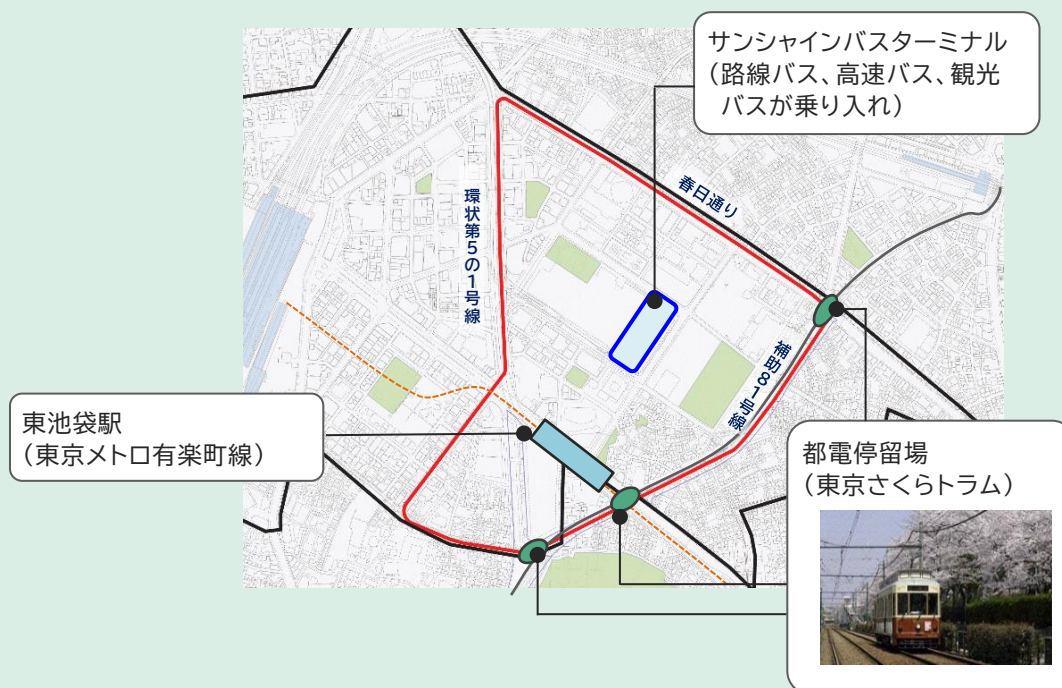 サンシャインバスターミナル
（路線バス、高速バス、観光
バスが乗り入れ）
春日通り
環状第5の1号線
補助81号線
東池袋駅
（東京メトロ有楽町線）
都電停留場
（東京さくらトラム）